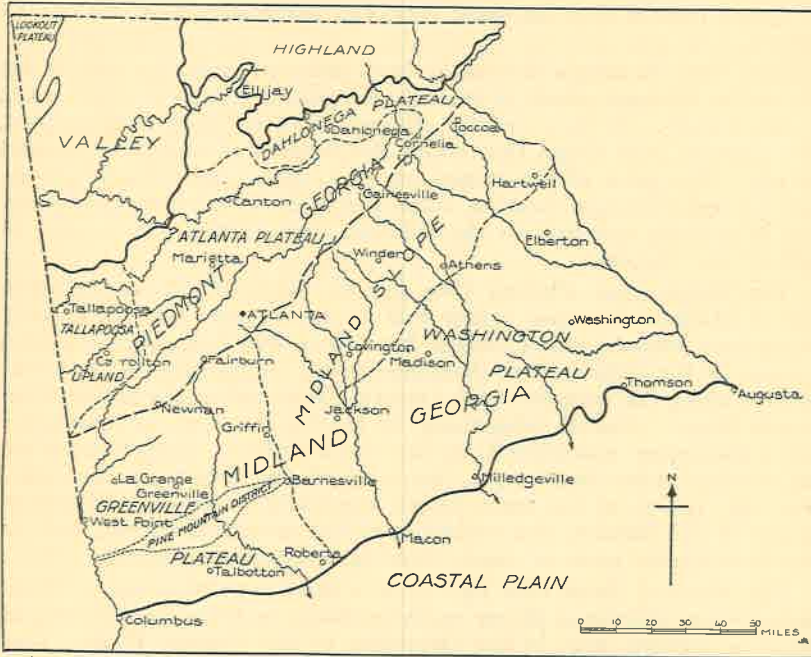 LOOKOUT
PLATEAU
HIGHLAND
Ellijay
VALLEY
DAHLONEGA PLATEAU
Dahlonega
Toccoa
Cornelia
Hartwell
Gainesville
Canton
PIEDMONT GEORGIA
ATLANTA PLATEAU
Marietta
Elberton
Winder
Athens
MIDLAND SLOPE
Tallapoosa
TALLAPOOSA
UPLAND
ATLANTA
Washington
WASHINGTON
PLATEAU
Carrollton
Fairburn
Covington
Madison
Thomson
Augusta
Newnan
Jackson
Griffin
MIDLAND GEORGIA
La Grange
Greenville
Barnesville
Milledgeville
GREENVILLE
PLATEAU
West Point
PINE MOUNTAIN DISTRICT
N
Macon
Roberta
Talbotton
COASTAL PLAIN
Columbus
0 10 20 30 40 50 MILES